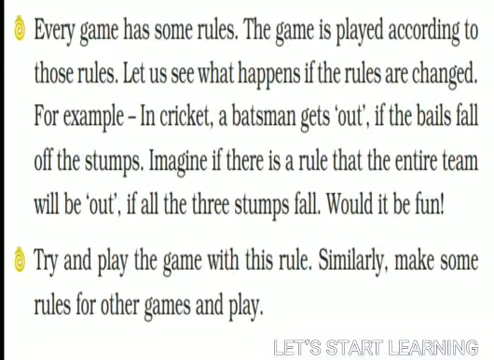 Every game has some rules. The game is played according to
those rules. Let us see what happens if the rules are changed.
For example – In cricket, a batsman gets ‘out’, if the bails fall
off the stumps. Imagine if there is a rule that the entire team
will be ‘out’, if all the three stumps fall. Would it be fun!
Try and play the game with this rule. Similarly, make some
rules for other games and play.
LET'S START LEARNING